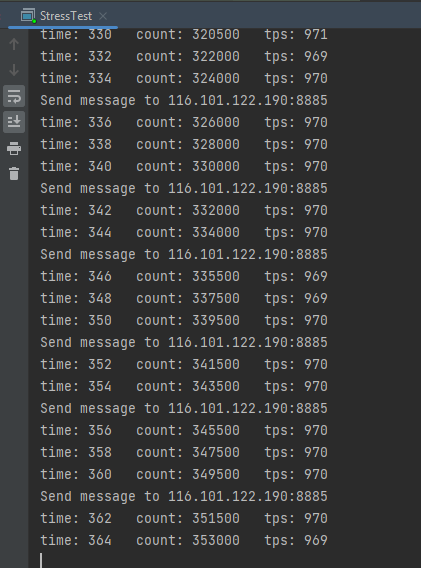 StressTest
time: 330 count: 320500 tps: 971
time: 332 count: 322000 tps: 969
time: 334 count: 324000 tps: 970
Send message to 116.101.122.190:8885
time: 336 count: 326000 tps: 970
time: 338 count: 328000 tps: 970
time: 340 count: 330000 tps: 970
Send message to 116.101.122.190:8885
time: 342 count: 332000 tps: 970
time: 344 count: 334000 tps: 970
Send message to 116.101.122.190:8885
time: 346 count: 335500 tps: 969
time: 348 count: 337500 tps: 969
time: 350 count: 339500 tps: 970
Send message to 116.101.122.190:8885
time: 352 count: 341500 tps: 970
time: 354 count: 343500 tps: 970
Send message to 116.101.122.190:8885
time: 356 count: 345500 tps: 970
time: 358 count: 347500 tps: 970
time: 360 count: 349500 tps: 970
Send message to 116.101.122.190:8885
time: 362 count: 351500 tps: 970
time: 364 count: 353000 tps: 969